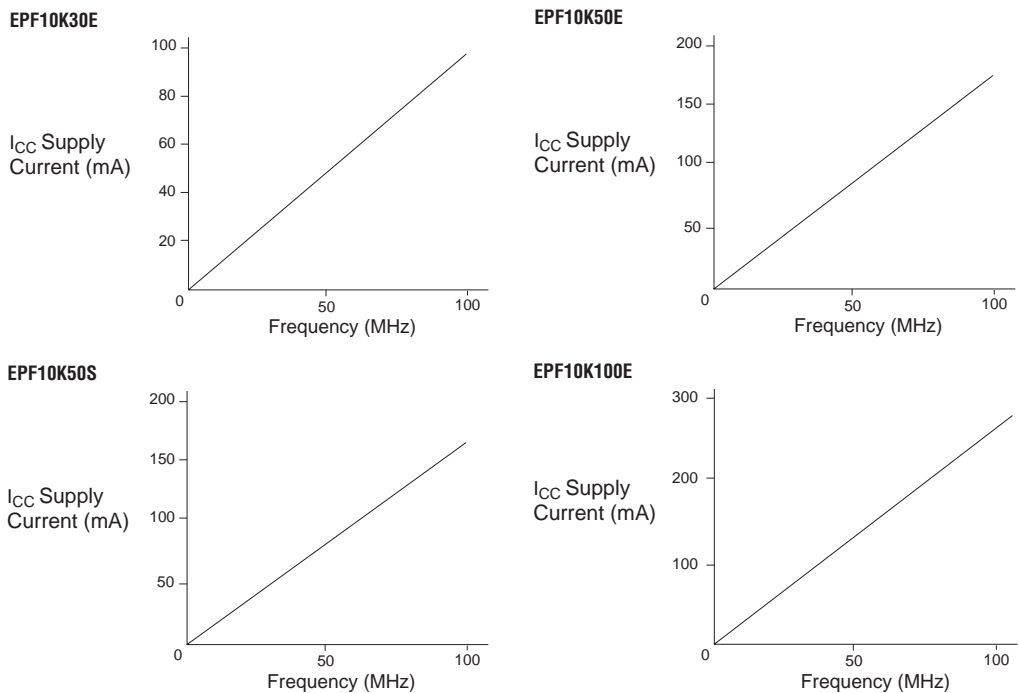 EPF10K30E
100
80
60
40
20
0
50
100
I_CC Supply
Current (mA)
Frequency (MHz)
EPF10K50E
200
150
100
50
0
50
100
I_CC Supply
Current (mA)
Frequency (MHz)
EPF10K50S
200
150
100
50
0
50
100
I_CC Supply
Current (mA)
Frequency (MHz)
EPF10K100E
300
200
100
0
50
100
I_CC Supply
Current (mA)
Frequency (MHz)